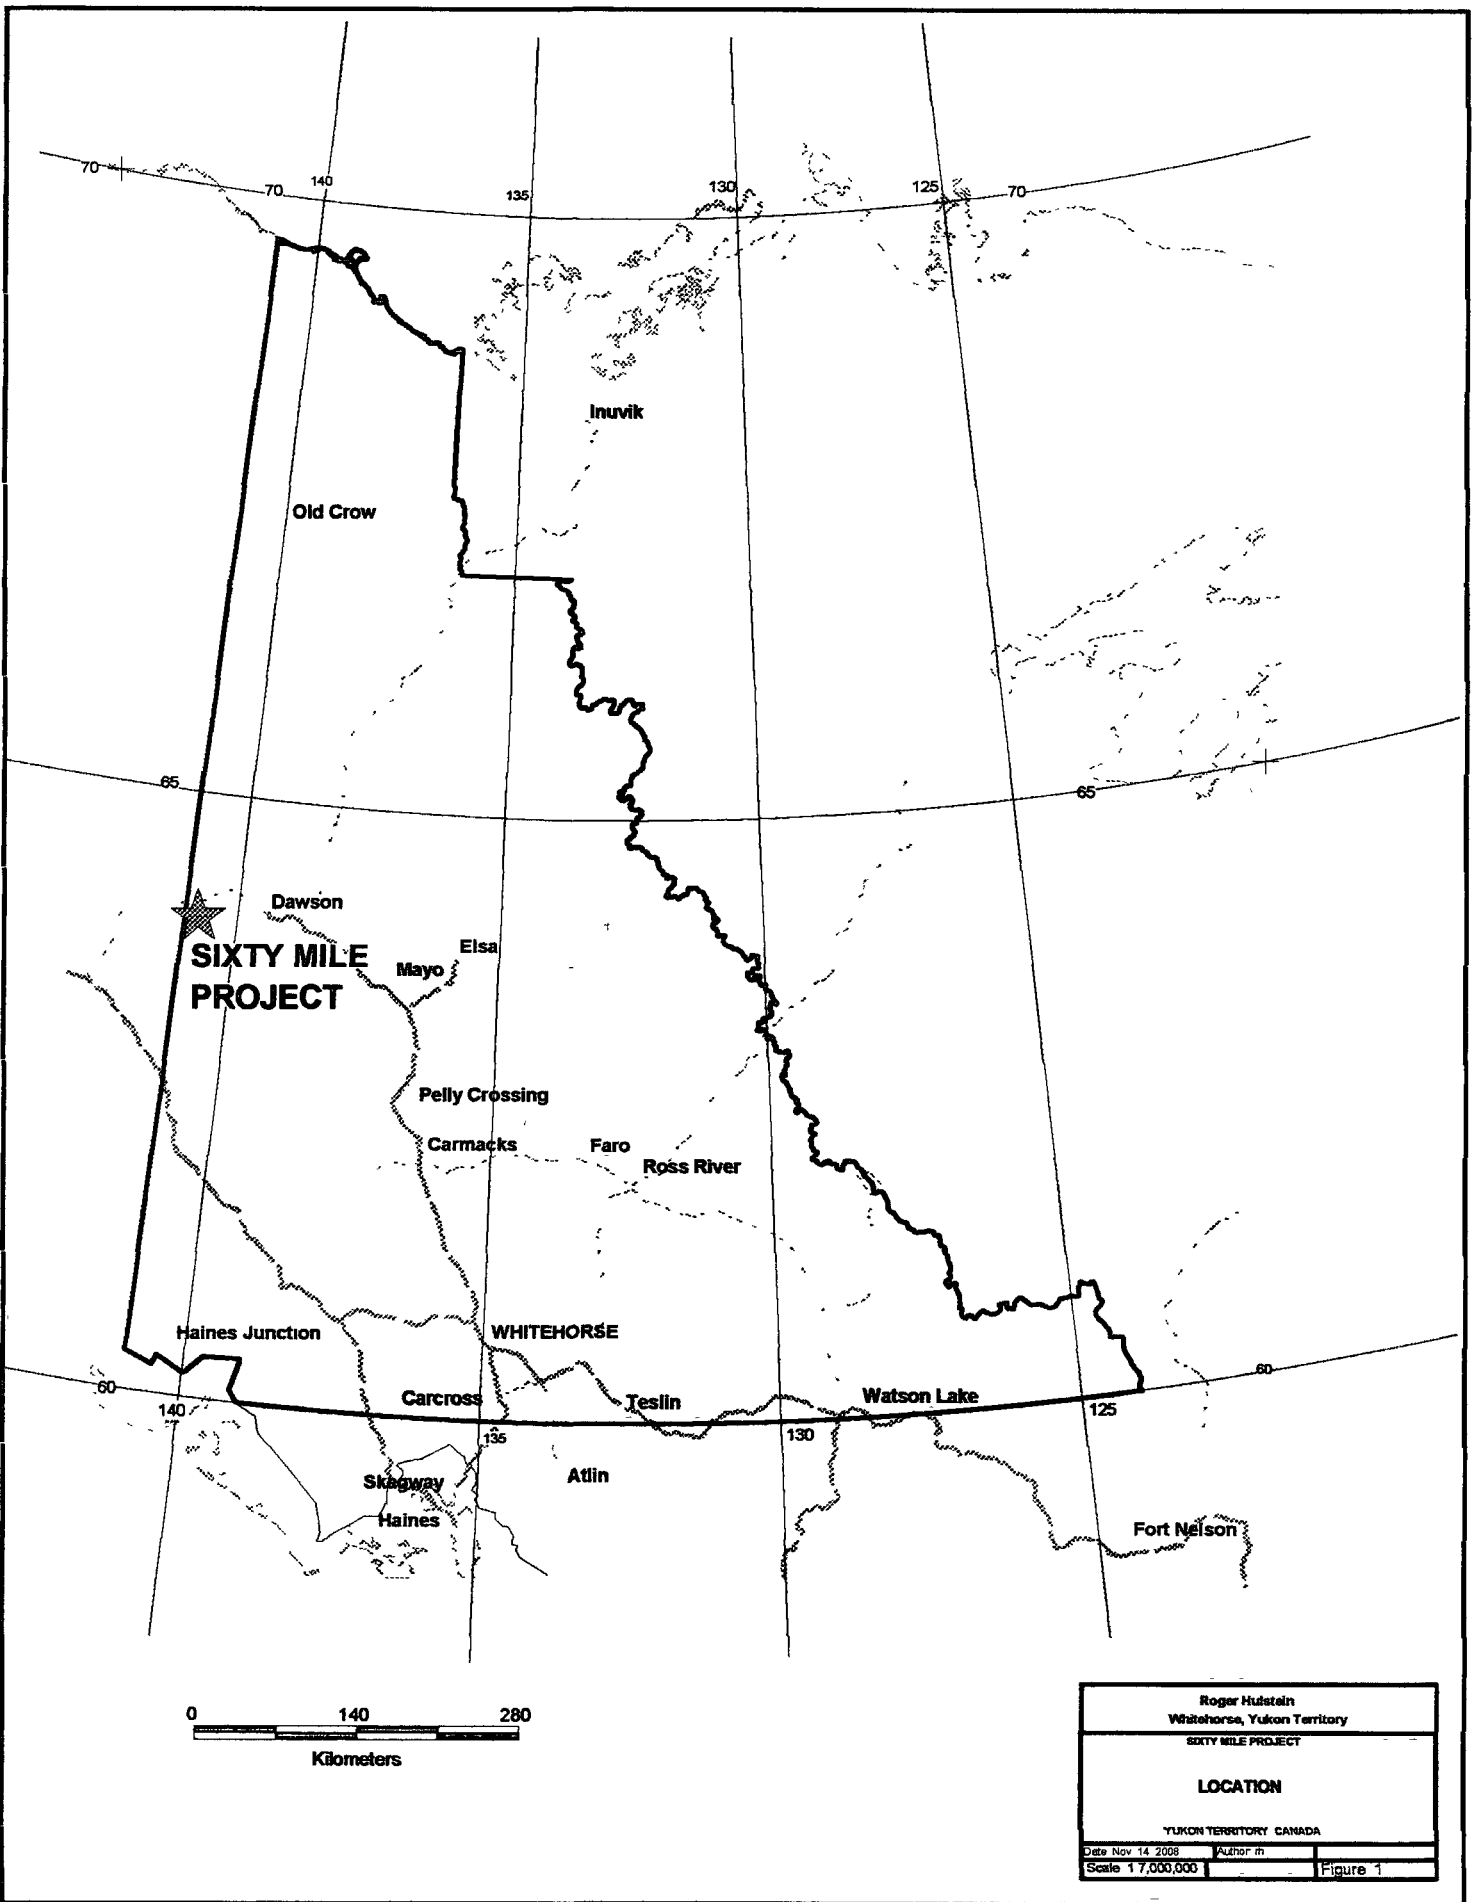 70
70
140
135
130
125
70
Inuvik
Old Crow
65
65
Dawson
SIXTY MILE
PROJECT
Elsa
Mayo
Pelly Crossing
Carmacks
Faro
Ross River
Haines Junction
WHITEHORSE
60
60
140
Carcross
Teslin
Watson Lake
125
135
130
Skagway
Atlin
Haines
Fort Nelson
0 140 280
Kilometers
Roger Hulstein
Whitehorse, Yukon Territory
SIXTY MILE PROJECT
LOCATION
YUKON TERRITORY CANADA
Date Nov 14 2008 Author rh
Scale 1 7,000,000 Figure 1